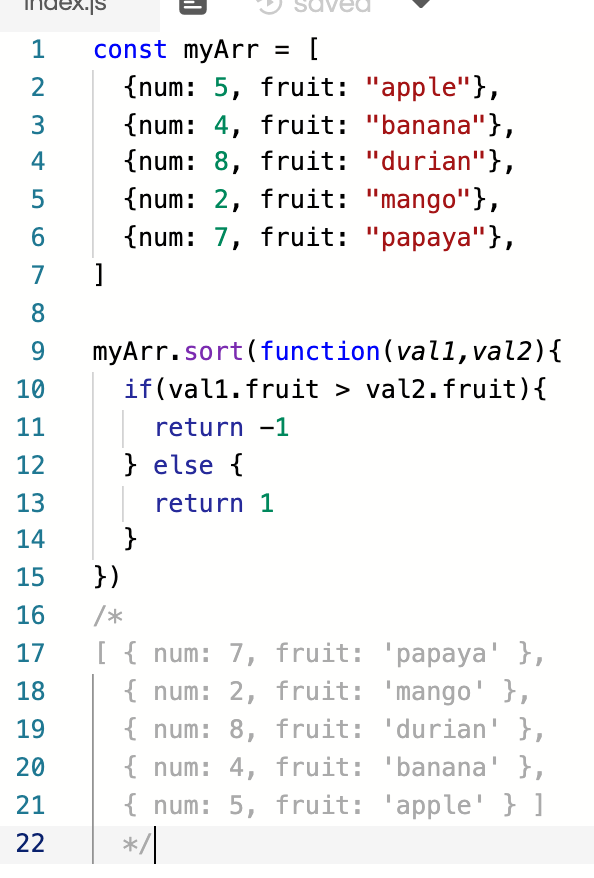 index.js saved
1 const myArr = [
2 {num: 5, fruit: "apple"},
3 {num: 4, fruit: "banana"},
4 {num: 8, fruit: "durian"},
5 {num: 2, fruit: "mango"},
6 {num: 7, fruit: "papaya"},
7 ]
8
9 myArr.sort(function(val1,val2){
10 if(val1.fruit > val2.fruit){
11 return -1
12 } else {
13 return 1
14 }
15 })
16 /*
17 [ { num: 7, fruit: 'papaya' },
18 { num: 2, fruit: 'mango' },
19 { num: 8, fruit: 'durian' },
20 { num: 4, fruit: 'banana' },
21 { num: 5, fruit: 'apple' } ]
22 */